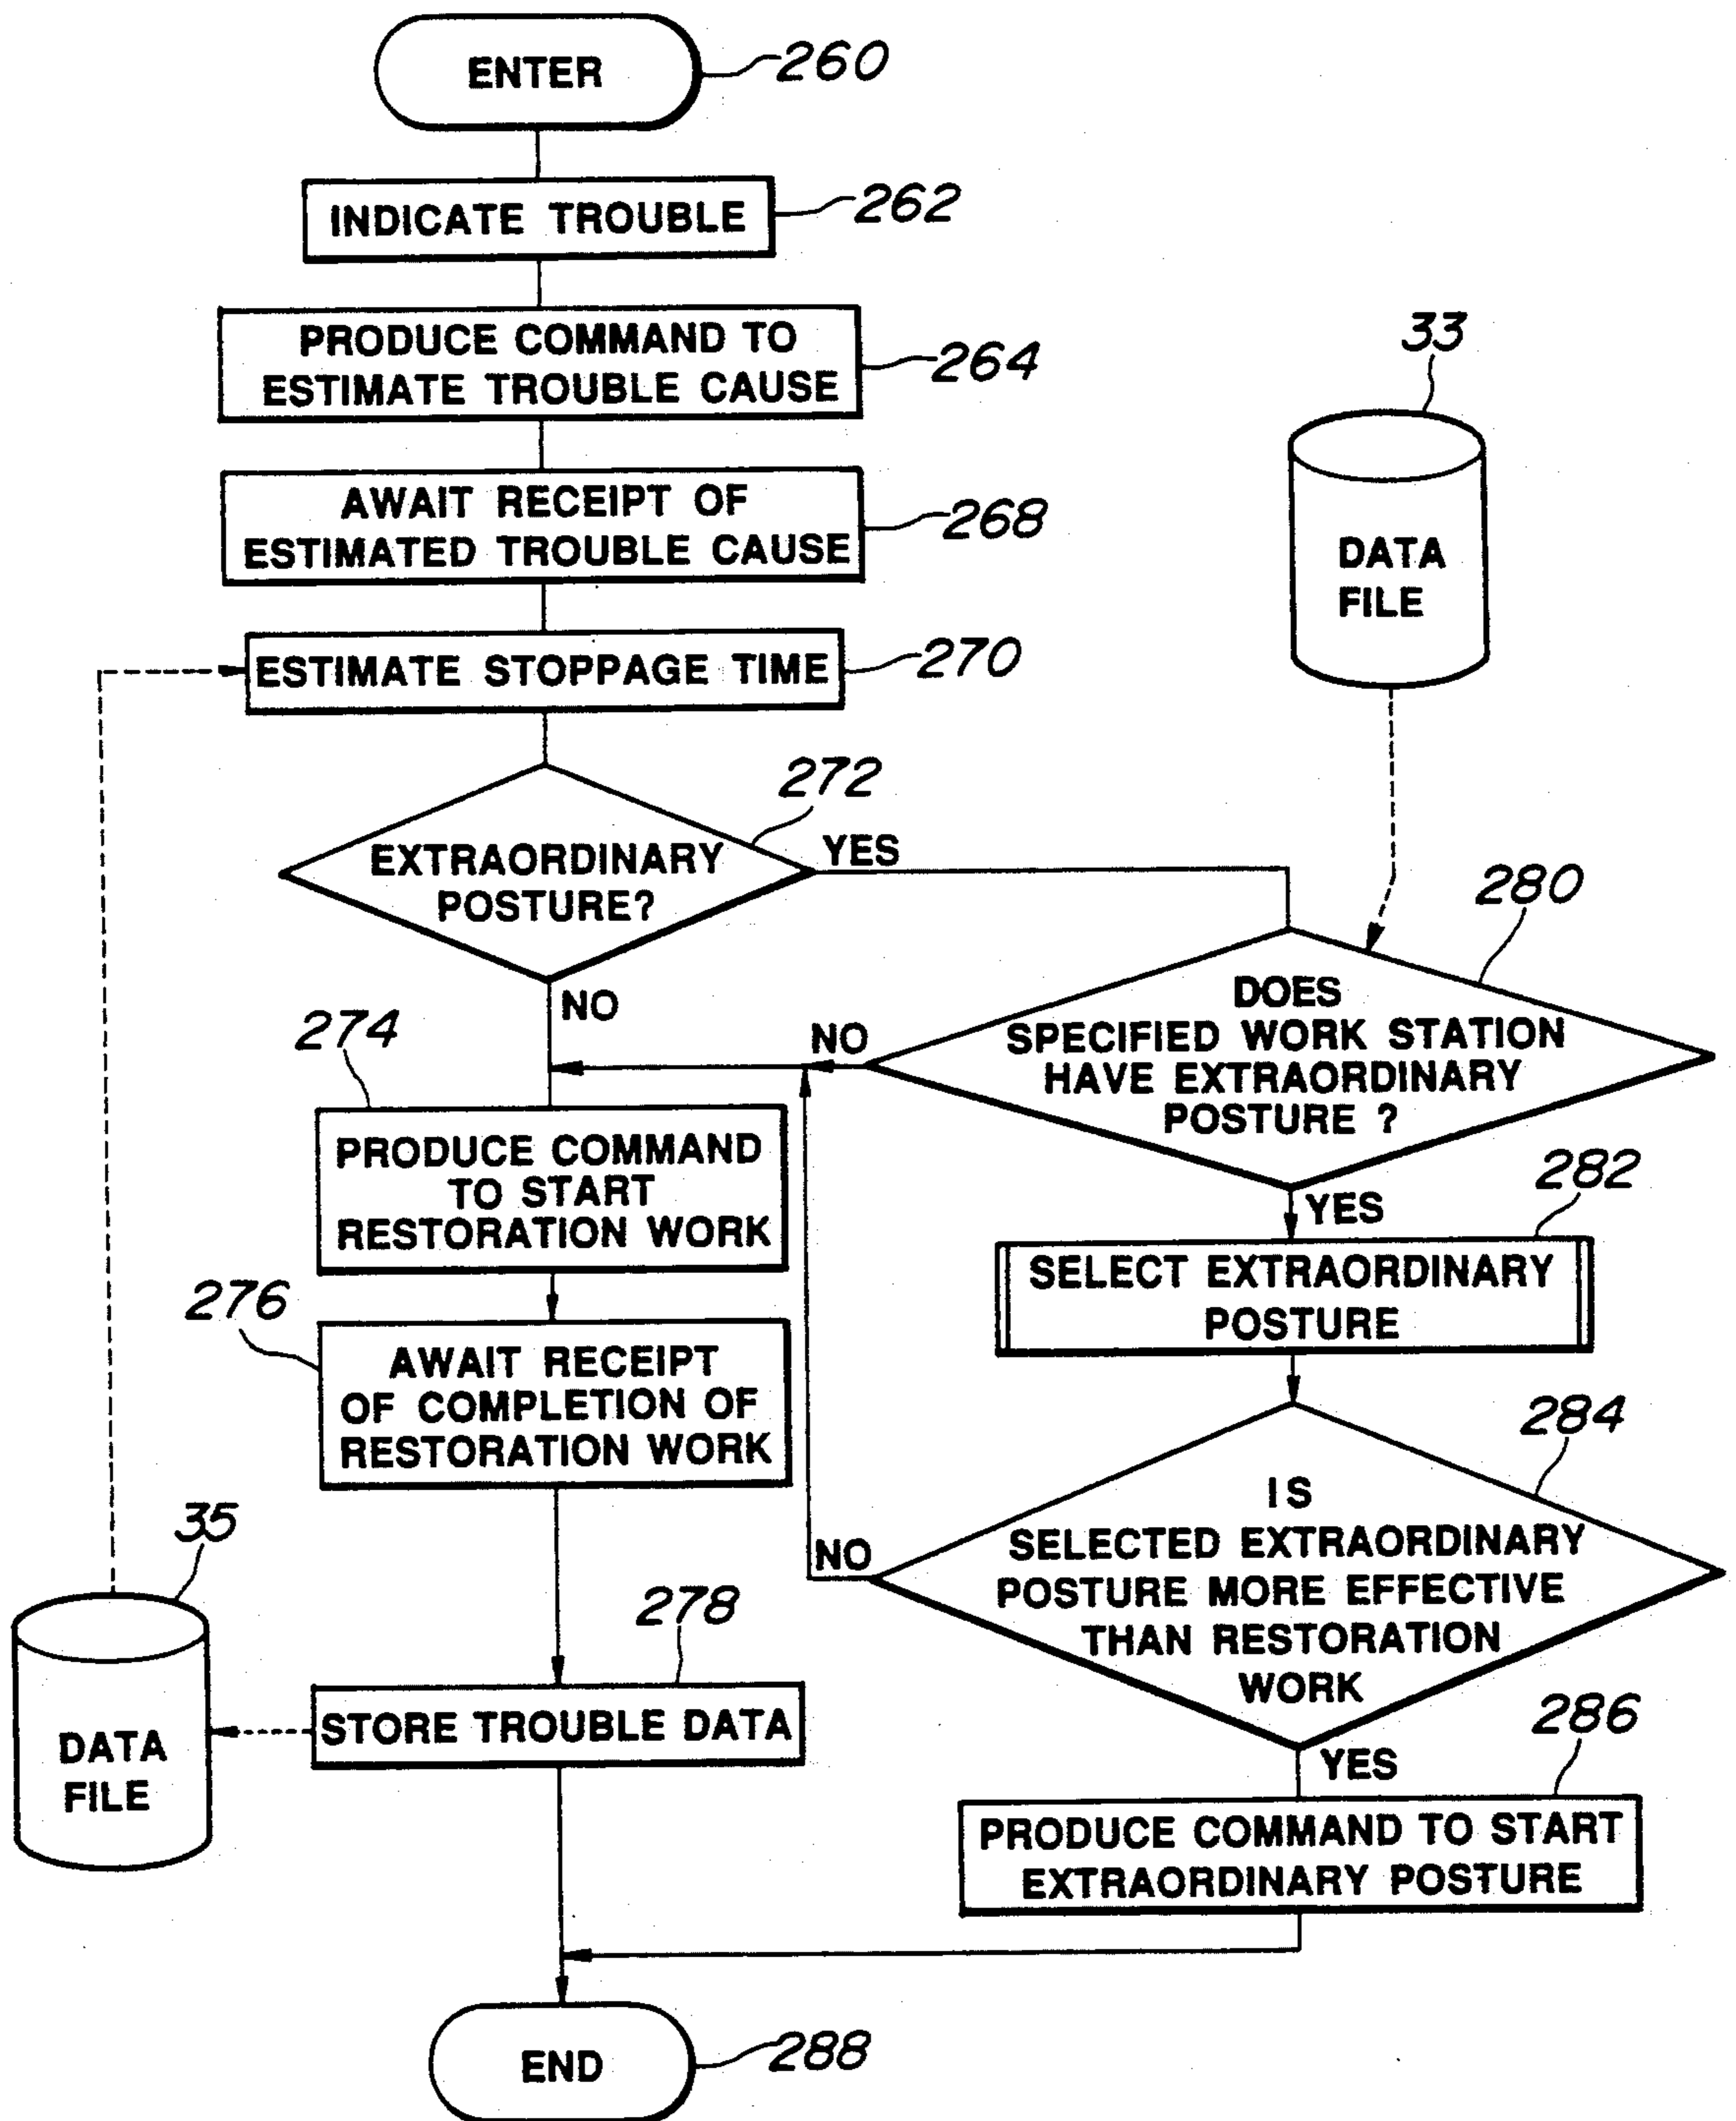 ENTER
260
INDICATE TROUBLE
262
PRODUCE COMMAND TO
ESTIMATE TROUBLE CAUSE
264
AWAIT RECEIPT OF
ESTIMATED TROUBLE CAUSE
268
33
DATA
FILE
ESTIMATE STOPPAGE TIME
270
272
EXTRAORDINARY
POSTURE?
YES
NO
280
DOES
SPECIFIED WORK STATION
HAVE EXTRAORDINARY
POSTURE ?
NO
YES
274
PRODUCE COMMAND
TO START
RESTORATION WORK
282
SELECT EXTRAORDINARY
POSTURE
276
AWAIT RECEIPT
OF COMPLETION OF
RESTORATION WORK
284
IS
SELECTED EXTRAORDINARY
POSTURE MORE EFFECTIVE
THAN RESTORATION
WORK
NO
YES
35
DATA
FILE
278
STORE TROUBLE DATA
286
PRODUCE COMMAND TO START
EXTRAORDINARY POSTURE
END
288